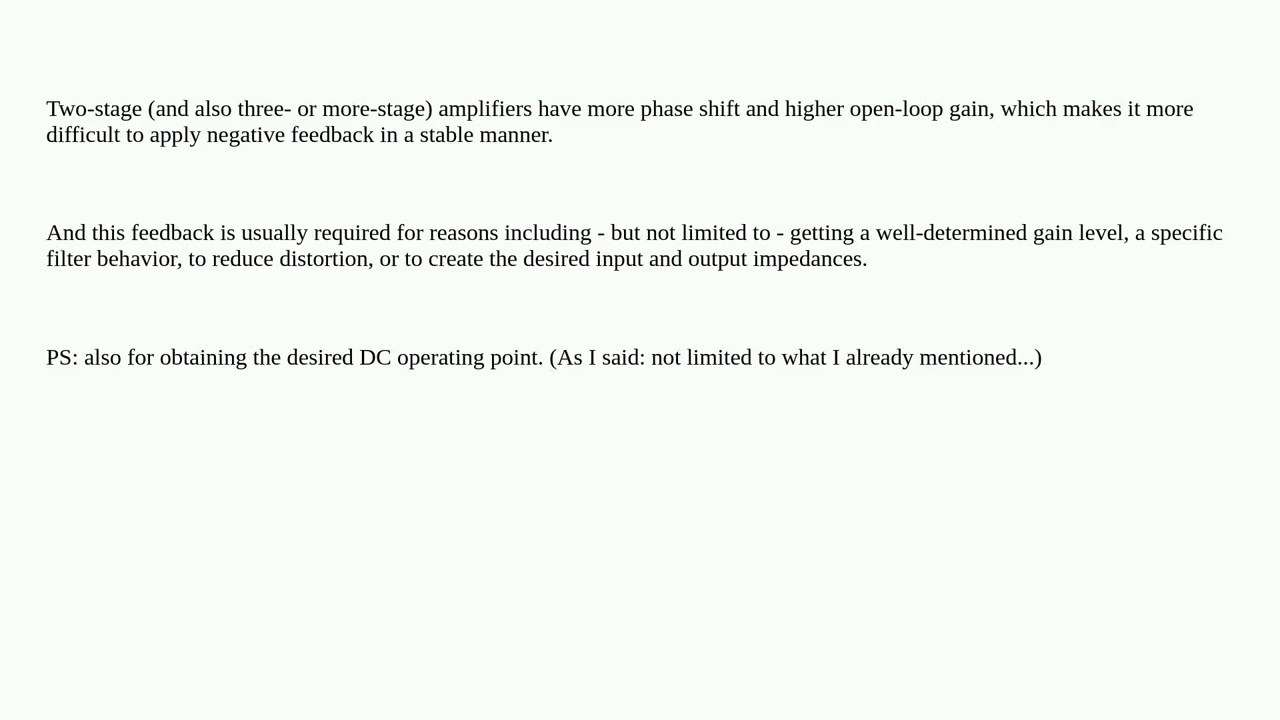 Two-stage (and also three- or more-stage) amplifiers have more phase shift and higher open-loop gain, which makes it more
difficult to apply negative feedback in a stable manner.
And this feedback is usually required for reasons including - but not limited to - getting a well-determined gain level, a specific
filter behavior, to reduce distortion, or to create the desired input and output impedances.
PS: also for obtaining the desired DC operating point. (As I said: not limited to what I already mentioned...)